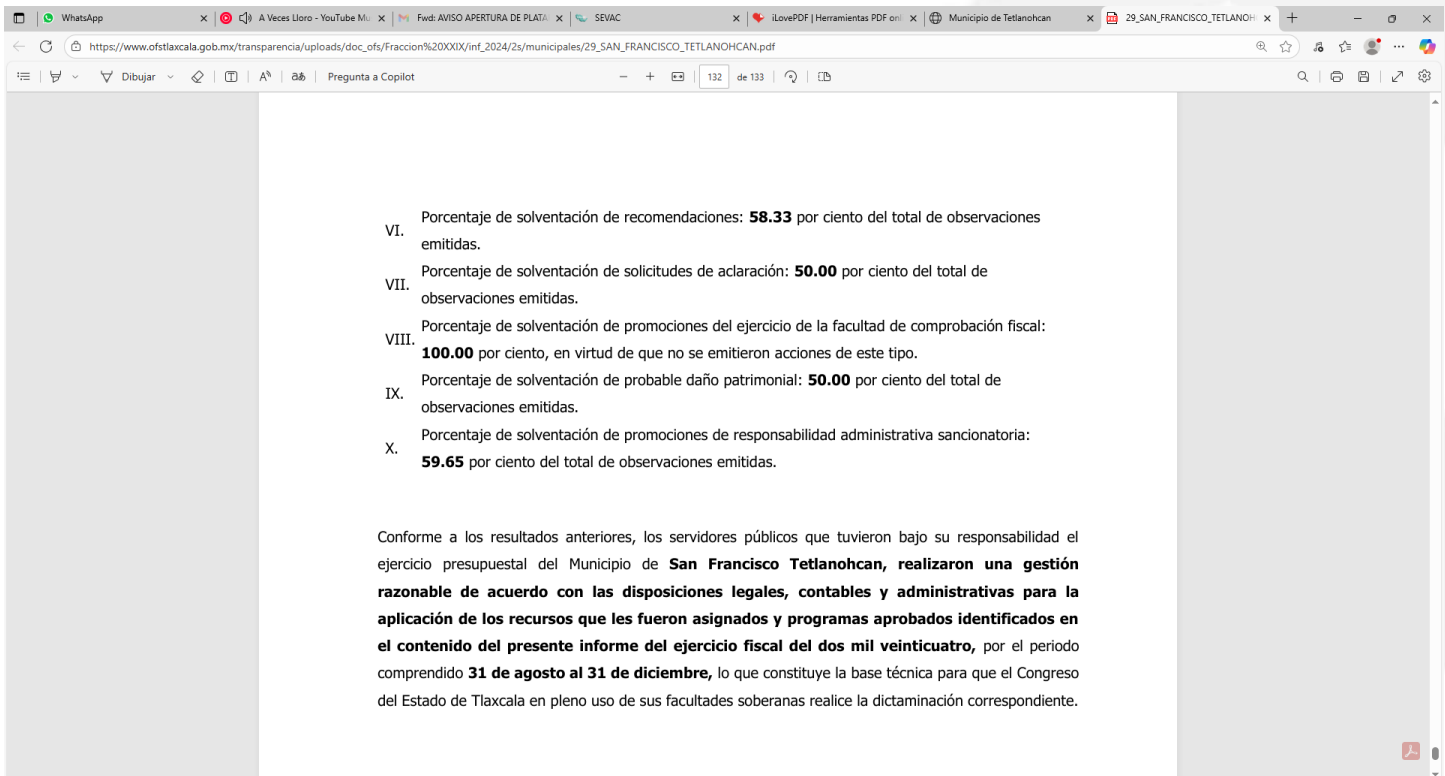 WhatsApp
A Veces Lloro - YouTube Mu
Fwd: AVISO APERTURA DE PLATA
SEVAC
iLovePDF | Herramientas PDF onl
Municipio de Tetlanohcan
29_SAN_FRANCISCO_TETLANOH
https://www.ofstlaxcala.gob.mx/transparencia/uploads/doc_ofs/Fraccion%20XXIX/inf_2024/2s/municipales/29_SAN_FRANCISCO_TETLANOHCAN.pdf
Dibujar
Pregunta a Copilot
132 de 133
VI. Porcentaje de solventación de recomendaciones: 58.33 por ciento del total de observaciones
emitidas.
VII. Porcentaje de solventación de solicitudes de aclaración: 50.00 por ciento del total de
observaciones emitidas.
VIII. Porcentaje de solventación de promociones del ejercicio de la facultad de comprobación fiscal:
100.00 por ciento, en virtud de que no se emitieron acciones de este tipo.
IX. Porcentaje de solventación de probable daño patrimonial: 50.00 por ciento del total de
observaciones emitidas.
X. Porcentaje de solventación de promociones de responsabilidad administrativa sancionatoria:
59.65 por ciento del total de observaciones emitidas.
Conforme a los resultados anteriores, los servidores públicos que tuvieron bajo su responsabilidad el
ejercicio presupuestal del Municipio de San Francisco Tetlanohcan, realizaron una gestión
razonable de acuerdo con las disposiciones legales, contables y administrativas para la
aplicación de los recursos que les fueron asignados y programas aprobados identificados en
el contenido del presente informe del ejercicio fiscal del dos mil veinticuatro, por el periodo
comprendido 31 de agosto al 31 de diciembre, lo que constituye la base técnica para que el Congreso
del Estado de Tlaxcala en pleno uso de sus facultades soberanas realice la dictaminación correspondiente.